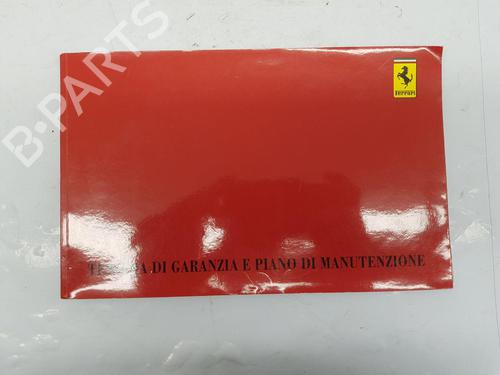 B-PARTS
Ferrari
DI GARANZIA E PIANO DI MANUTENZIONE